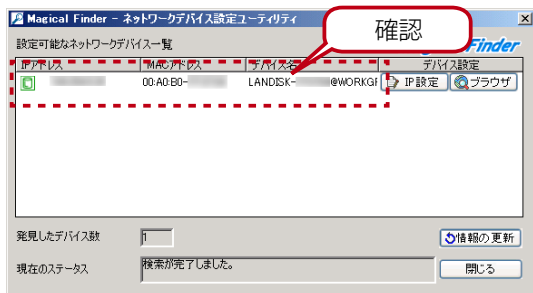 Magical Finder - ネットワークデバイス設定ユーティリティ
確認
設定可能なネットワークデバイス一覧
Finder
IPアドレス MACアドレス デバイス名 デバイス設定
00:A0:B0- LANDISK- @WORKGR IP設定 ブラウザ
発見したデバイス数 1 情報の更新
現在のステータス 検索が完了しました。 閉じる